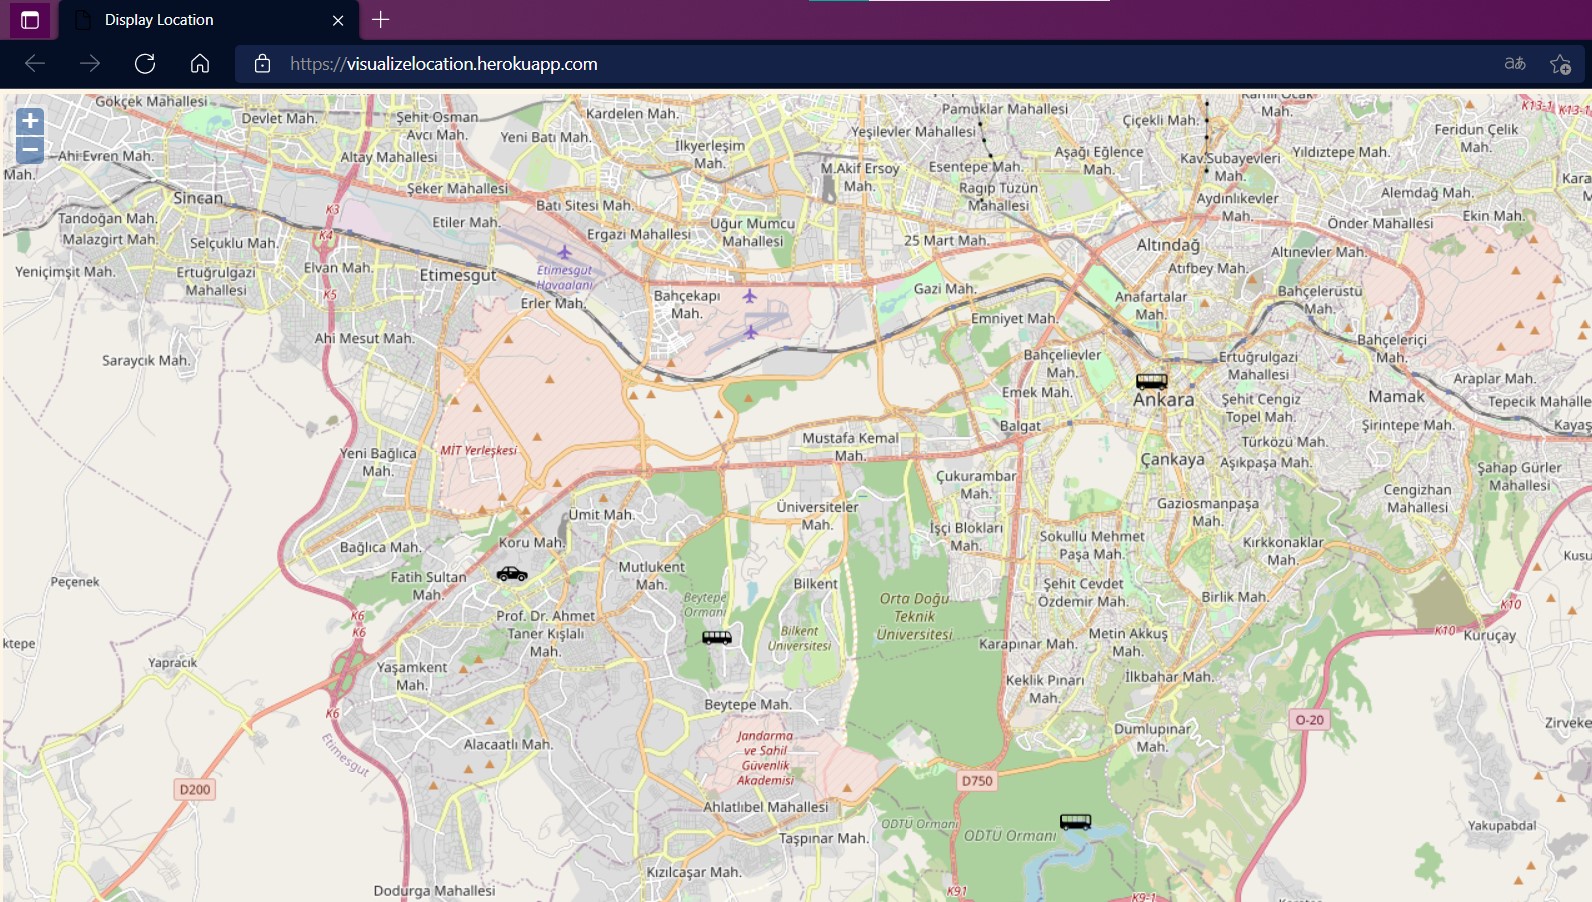 Display Location
https://visualizelocation.herokuapp.com
aあ
+
−
Gökçek Mahallesi
Devlet Mah.
Şehit Osman
Avcı Mah.
Kardelen Mah.
Yeni Batı Mah.
İlkyerleşim
Mah.
Pamuklar Mahallesi
Yeşilevler Mahallesi
Çiçekli Mah.
Kamil Ocak
Mah.
K13-1
K13-1
Feridun Çelik
Mah.
Ahi Evren Mah.
Mah.
Altay Mahallesi
Şeker Mahallesi
M.Akif Ersoy
Mah.
Esentepe Mah.
Aşağı Eğlence
Mah.
Kav.Subayevleri
Mah.
Yıldıztepe Mah.
Ragıp Tüzün
Mahallesi
Aydınlıkevler
Mah.
Alemdağ Mah.
Sincan
K3
Batı Sitesi Mah.
Önder Mahallesi
Ekin Mah.
Tandoğan Mah.
Malazgirt Mah.
Selçuklu Mah.
K4
Etiler Mah.
Ergazi Mahallesi
Uğur Mumcu
Mahallesi
25 Mart Mah.
Altındağ
Altınevler Mah.
Yeniçimşit Mah.
Ertuğrulgazi
Mahallesi
Elvan Mah.
Etimesgut
Etimesgut
Havaalanı
Atıfbey Mah.
K5
Erler Mah.
Bahçekapı
Mah.
Gazi Mah.
Anafartalar
Mah.
Bahçelerüstü
Mah.
Emniyet Mah.
Ahi Mesut Mah.
Saraycık Mah.
Bahçelievler
Mah.
Ertuğrulgazi
Mahallesi
Bahçeleriçi
Mah.
Araplar Mah.
Emek Mah.
Ankara
Şehit Cengiz
Topel Mah.
Mamak
Tepecik Mahalle
Balgat
Şirintepe Mah.
Kayaş
Mustafa Kemal
Mah.
Türközü Mah.
MİT Yerleşkesi
Yeni Bağlıca
Mah.
Çankaya
Aşıkpaşa Mah.
Şahap Gürler
Mahallesi
Çukurambar
Mah.
Cengizhan
Mahallesi
Ümit Mah.
Üniversiteler
Mah.
Gaziosmanpaşa
Mah.
İşçi Blokları
Mah.
Bağlıca Mah.
Koru Mah.
Sokullu Mehmet
Paşa Mah.
Kırkkonaklar
Mah.
Kusu
Peçenek
Fatih Sultan
Mah.
Mutlukent
Mah.
Bilkent
Şehit Cevdet
Özdemir Mah.
Birlik Mah.
Beytepe
Ormanı
Orta Doğu
Teknik
Üniversitesi
K10
K6
K6
Prof. Dr. Ahmet
Taner Kışlalı
Mah.
Bilkent
Üniversitesi
Karapınar Mah.
Metin Akkuş
Mah.
K10
Kuruçay
ktepe
Yapracık
Yaşamkent
Mah.
Keklik Pınarı
Mah.
İlkbahar Mah.
K6
Beytepe Mah.
O-20
Zirveke
Etimesgut
Alacaatlı Mah.
Jandarma
ve Sahil
Güvenlik
Akademisi
Dumlupınar
Mah.
D200
D750
Ahlatlıbel Mahallesi
Taşpınar Mah.
ODTÜ Ormanı
ODTÜ Ormanı
Yakupabdal
Kızılcaşar Mah.
Dodurga Mahallesi
K91
K9-1